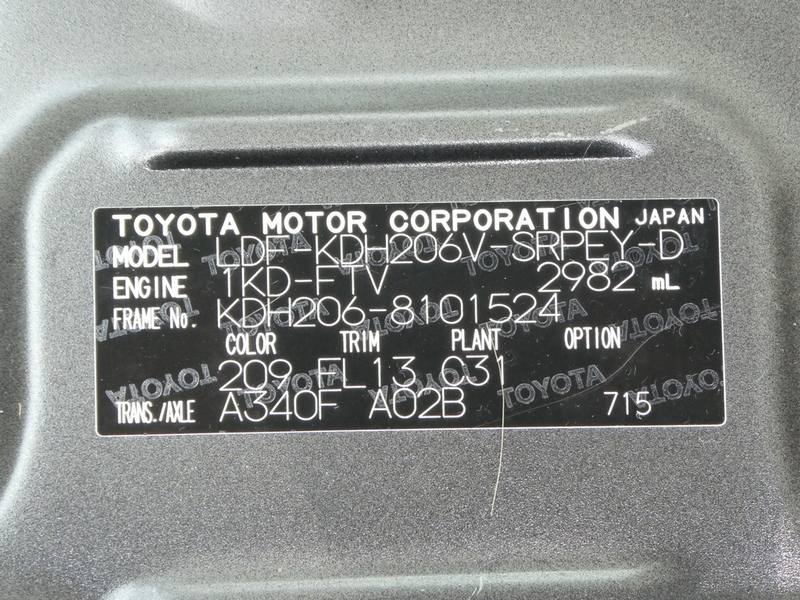 TOYOTA MOTOR CORPORATION JAPAN
MODEL LDF-KDH206V-SRPEY-D
ENGINE 1KD-FTV 2982 mL
FRAME No. KDH206-8101524
COLOR TRIM PLANT OPTION
209 FL13 031
TRANS./AXLE A340F A02B 715